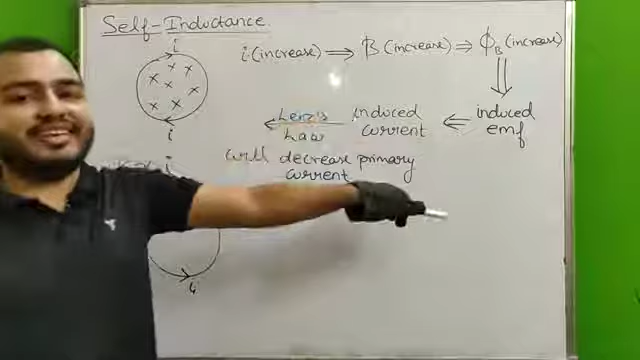 Self-Inductance
i
i (increase) ⟹ B (increase) ⇒ ΦB (increase)
× × × × × × ×
i
induced emf
⇐ induced current
← Lenz's Law
will decrease primary current
i